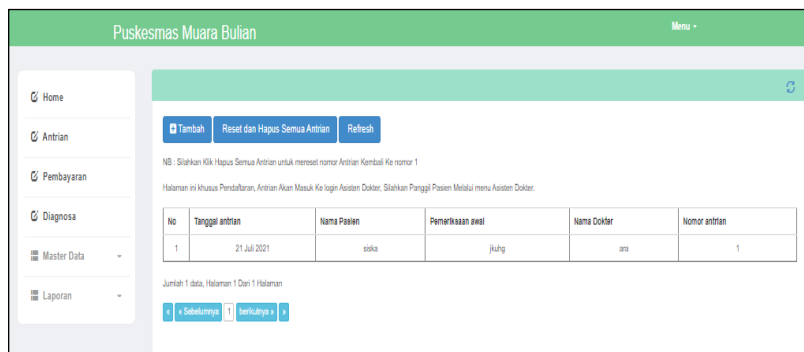 Puskesmas Muara Bulian
Menu
Home
Antrian
Pembayaran
Diagnosa
Master Data
Laporan
Tambah Reset dan Hapus Semua Antrian Refresh
NB : Silahkan Klik Hapus Semua Antrian untuk mereset nomor Antrian Kembali Ke nomor 1
Halaman ini khusus Pendaftaran, Antrian Akan Masuk Ke login Asisten Dokter, Silahkan Panggil Pasien Melalui menu Asisten Dokter.
No Tanggal antrian Nama Pasien Pemeriksaan awal Nama Dokter Nomor antrian
1 21 Juli 2021 siska jkuhg ara 1
Jumlah 1 data, Halaman 1 Dari 1 Halaman
« « Sebelumnya 1 berikutnya » »